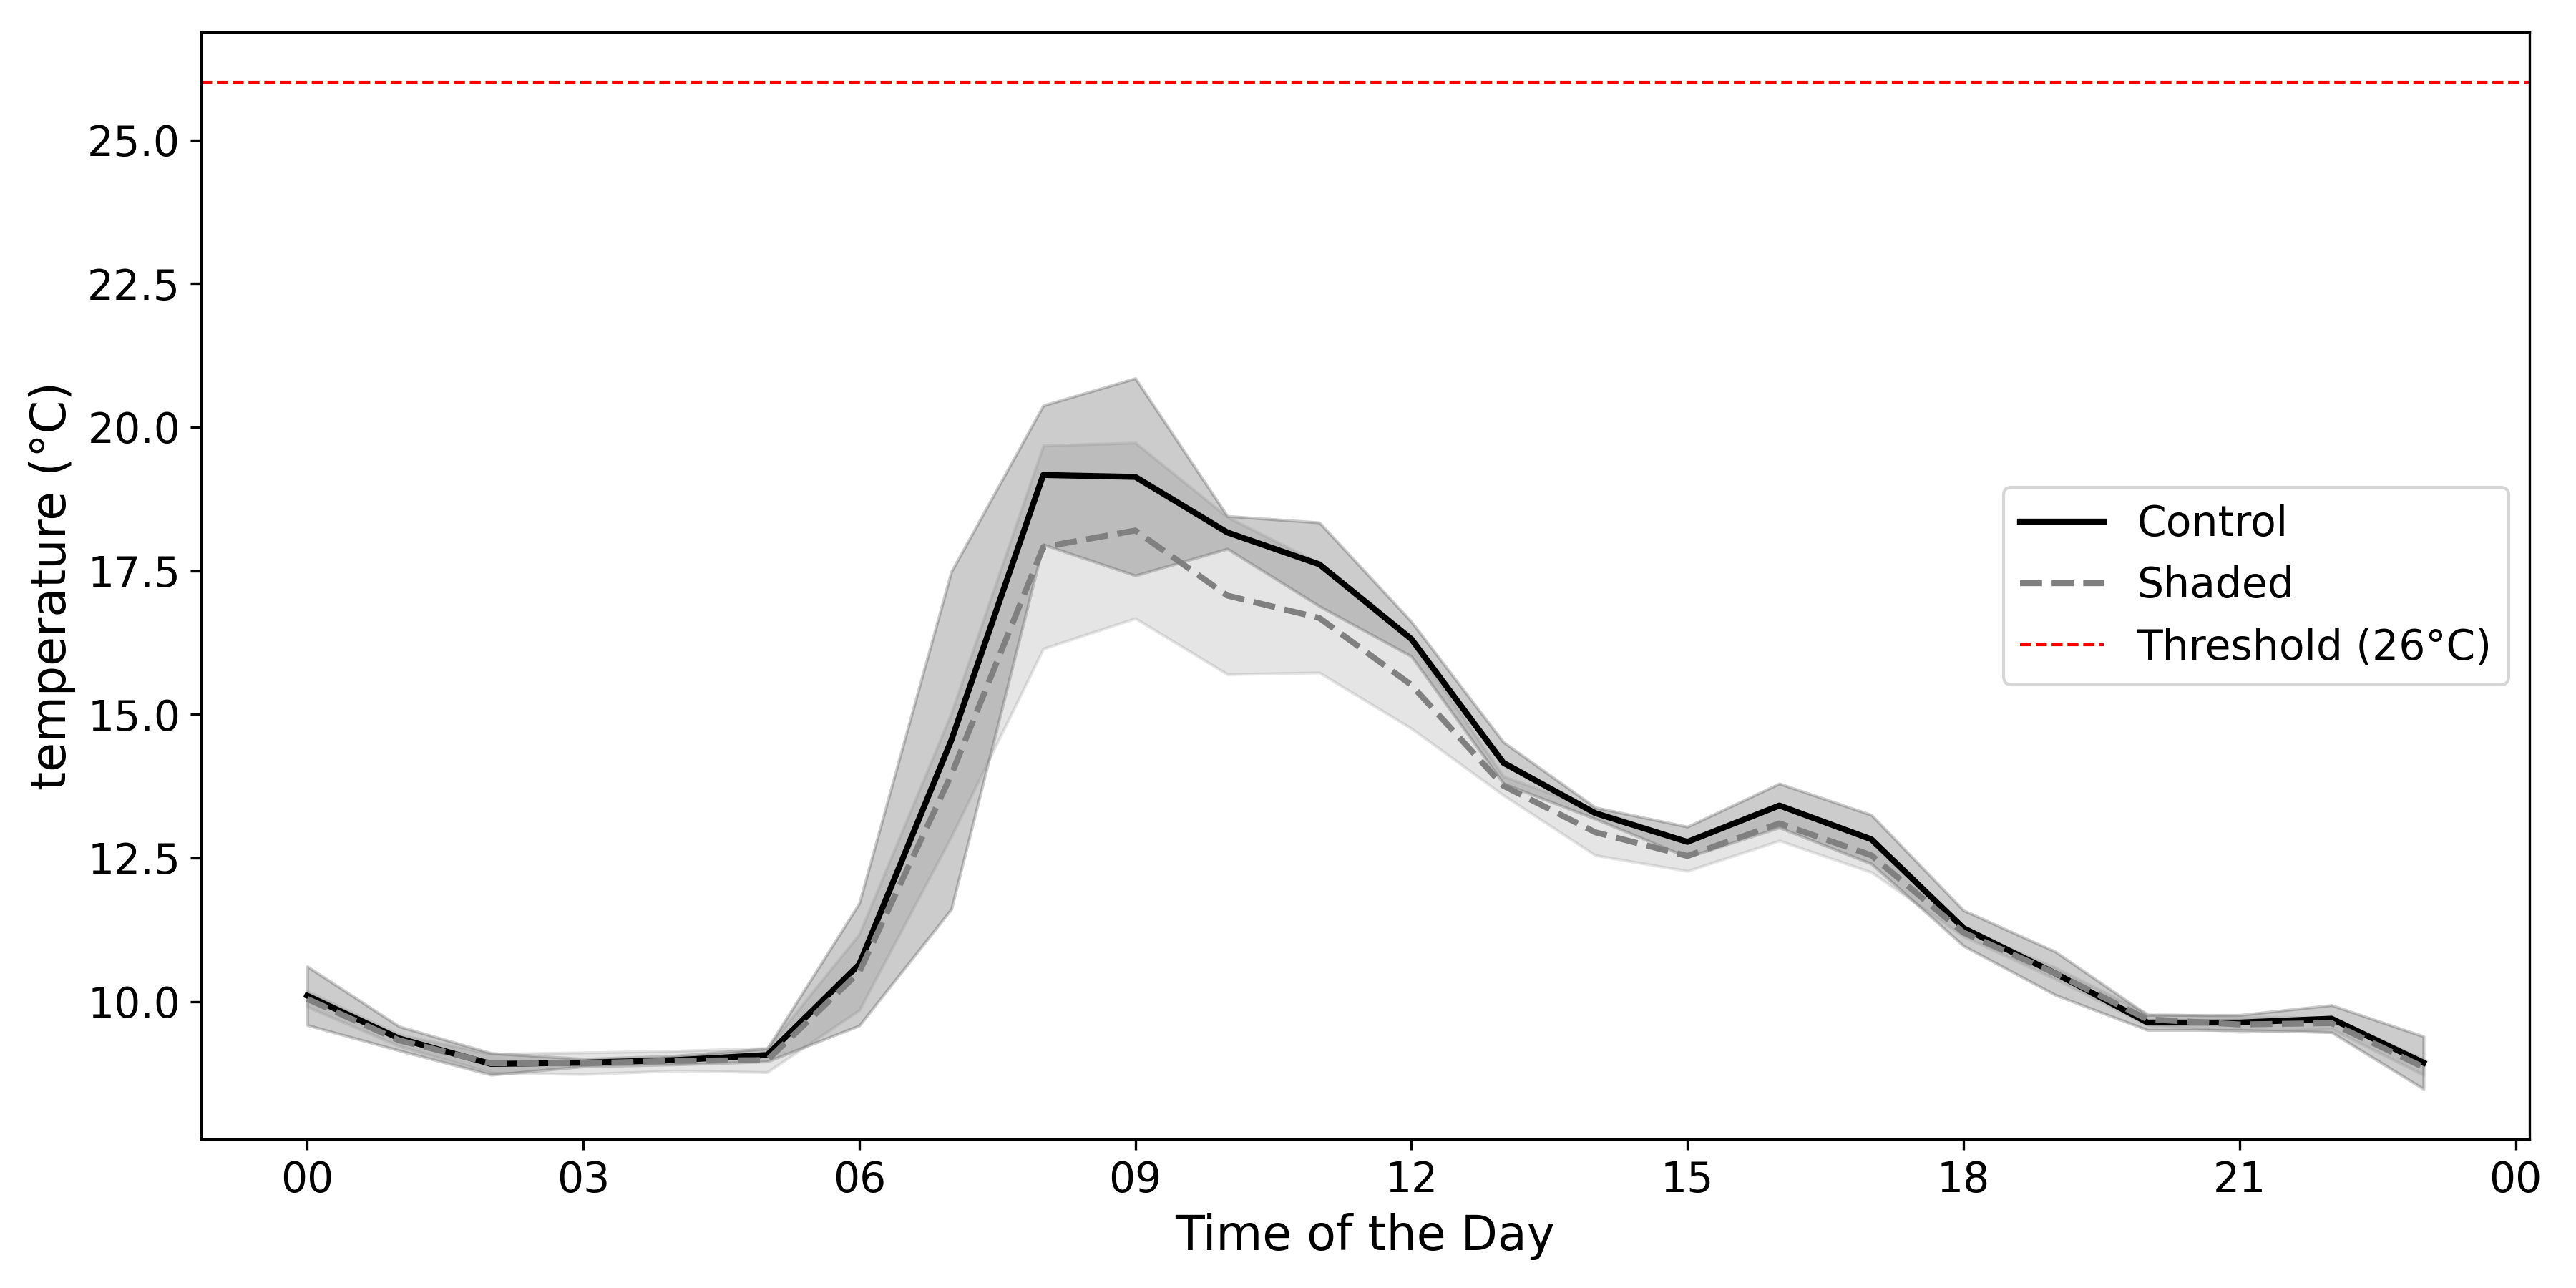 temperature (°C)
25.0
22.5
20.0
17.5
15.0
12.5
10.0
Control
Shaded
Threshold (26°C)
00 03 06 09 12 15 18 21 00
Time of the Day